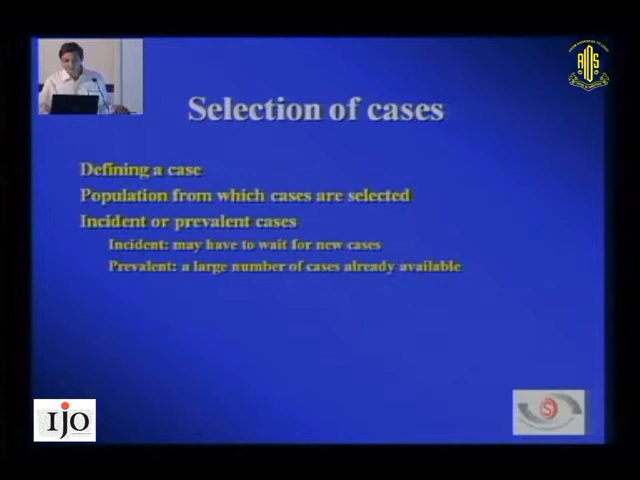 Selection of cases
Defining a case
Population from which cases are selected
Incident or prevalent cases
Incident: may have to wait for new cases
Prevalent: a large number of cases already available
IJO
S